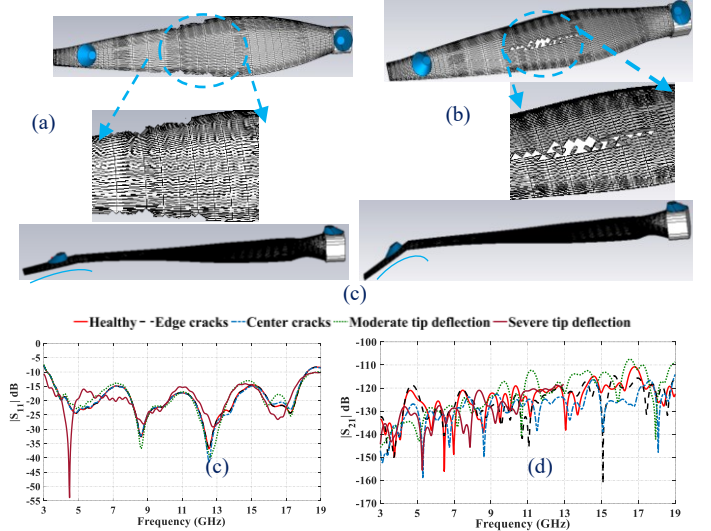 (a)
(b)
(c)
Healthy Edge cracks Center cracks Moderate tip deflection Severe tip deflection
0
-5
-10
-15
-20
-25
-30
-35
-40
-45
-50
-55
|S11| dB
3 5 7 9 11 13 15 17 19
Frequency (GHz)
(c)
-100
-110
-120
-130
-140
-150
-160
-170
|S21| dB
3 5 7 9 11 13 15 17 19
Frequency (GHz)
(d)